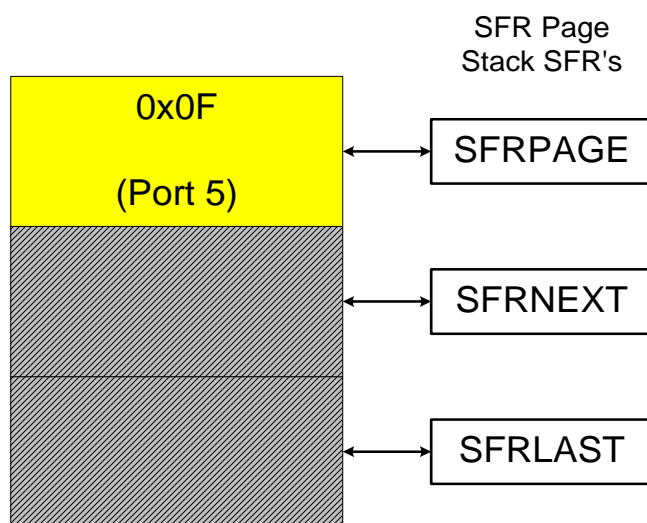 SFR Page
Stack SFR's
0x0F
(Port 5)
SFRPAGE
SFRNEXT
SFRLAST